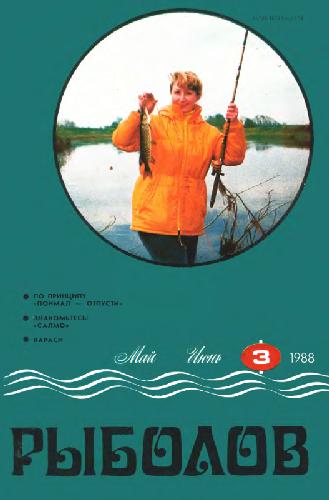 ПО ПРИНЦИПУ
«ПОЙМАЛ — ОТПУСТИ»
ЗНАКОМЬТЕСЬ:
«САЛМО»
КАРАСИ
Май Июнь 3 1988
РЫБОЛОВ